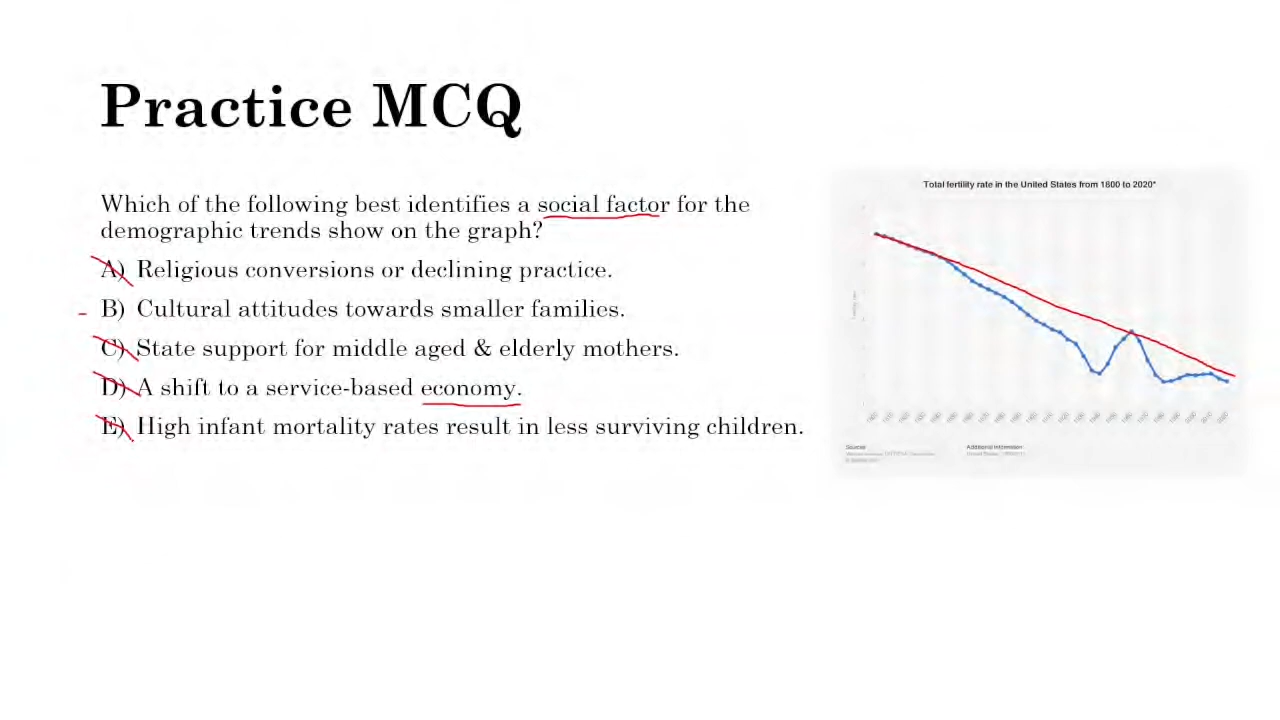 Practice MCQ
Which of the following best identifies a social factor for the
demographic trends show on the graph?
A) Religious conversions or declining practice.
B) Cultural attitudes towards smaller families.
C) State support for middle aged & elderly mothers.
D) A shift to a service-based economy.
E) High infant mortality rates result in less surviving children.
Total fertility rate in the United States from 1800 to 2020*
Sources
Additional Information: